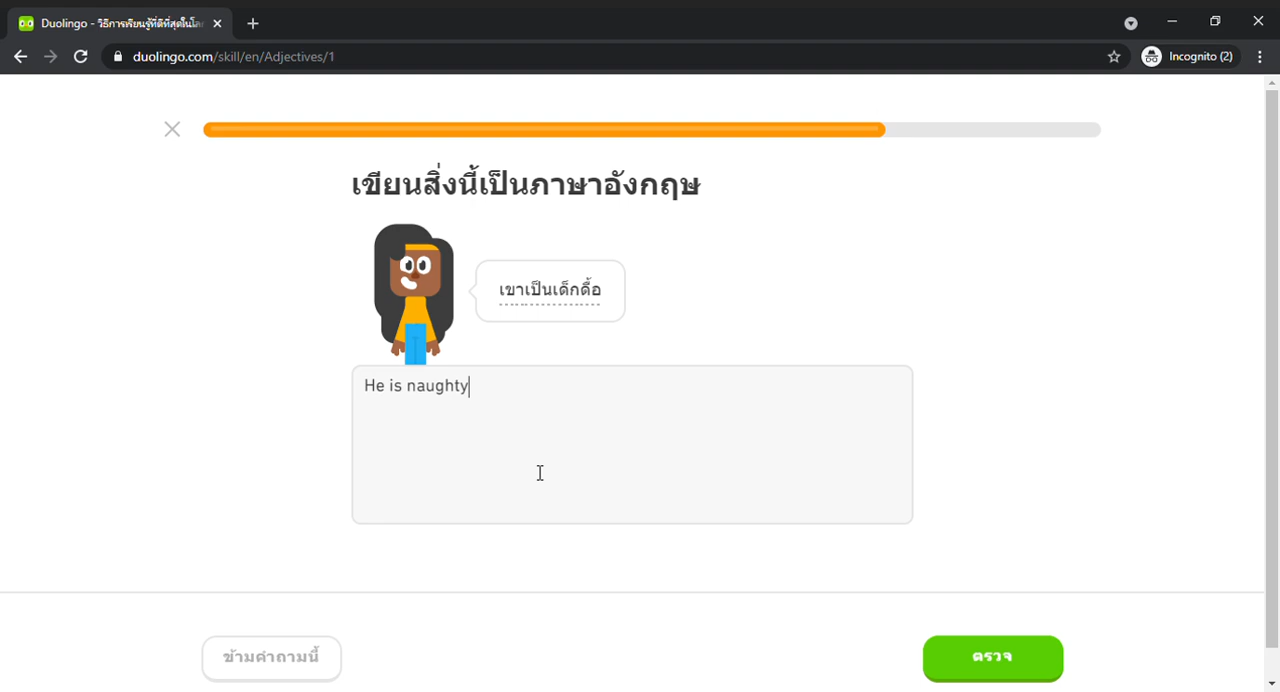 Duolingo - วิธีการเรียนรู้ที่ดีที่สุดในโลก
duolingo.com/skill/en/Adjectives/1
Incognito (2)
เขียนสิ่งนี้เป็นภาษาอังกฤษ
เขาเป็นเด็กดื้อ
He is naughty
ข้ามคำถามนี้
ตรวจ